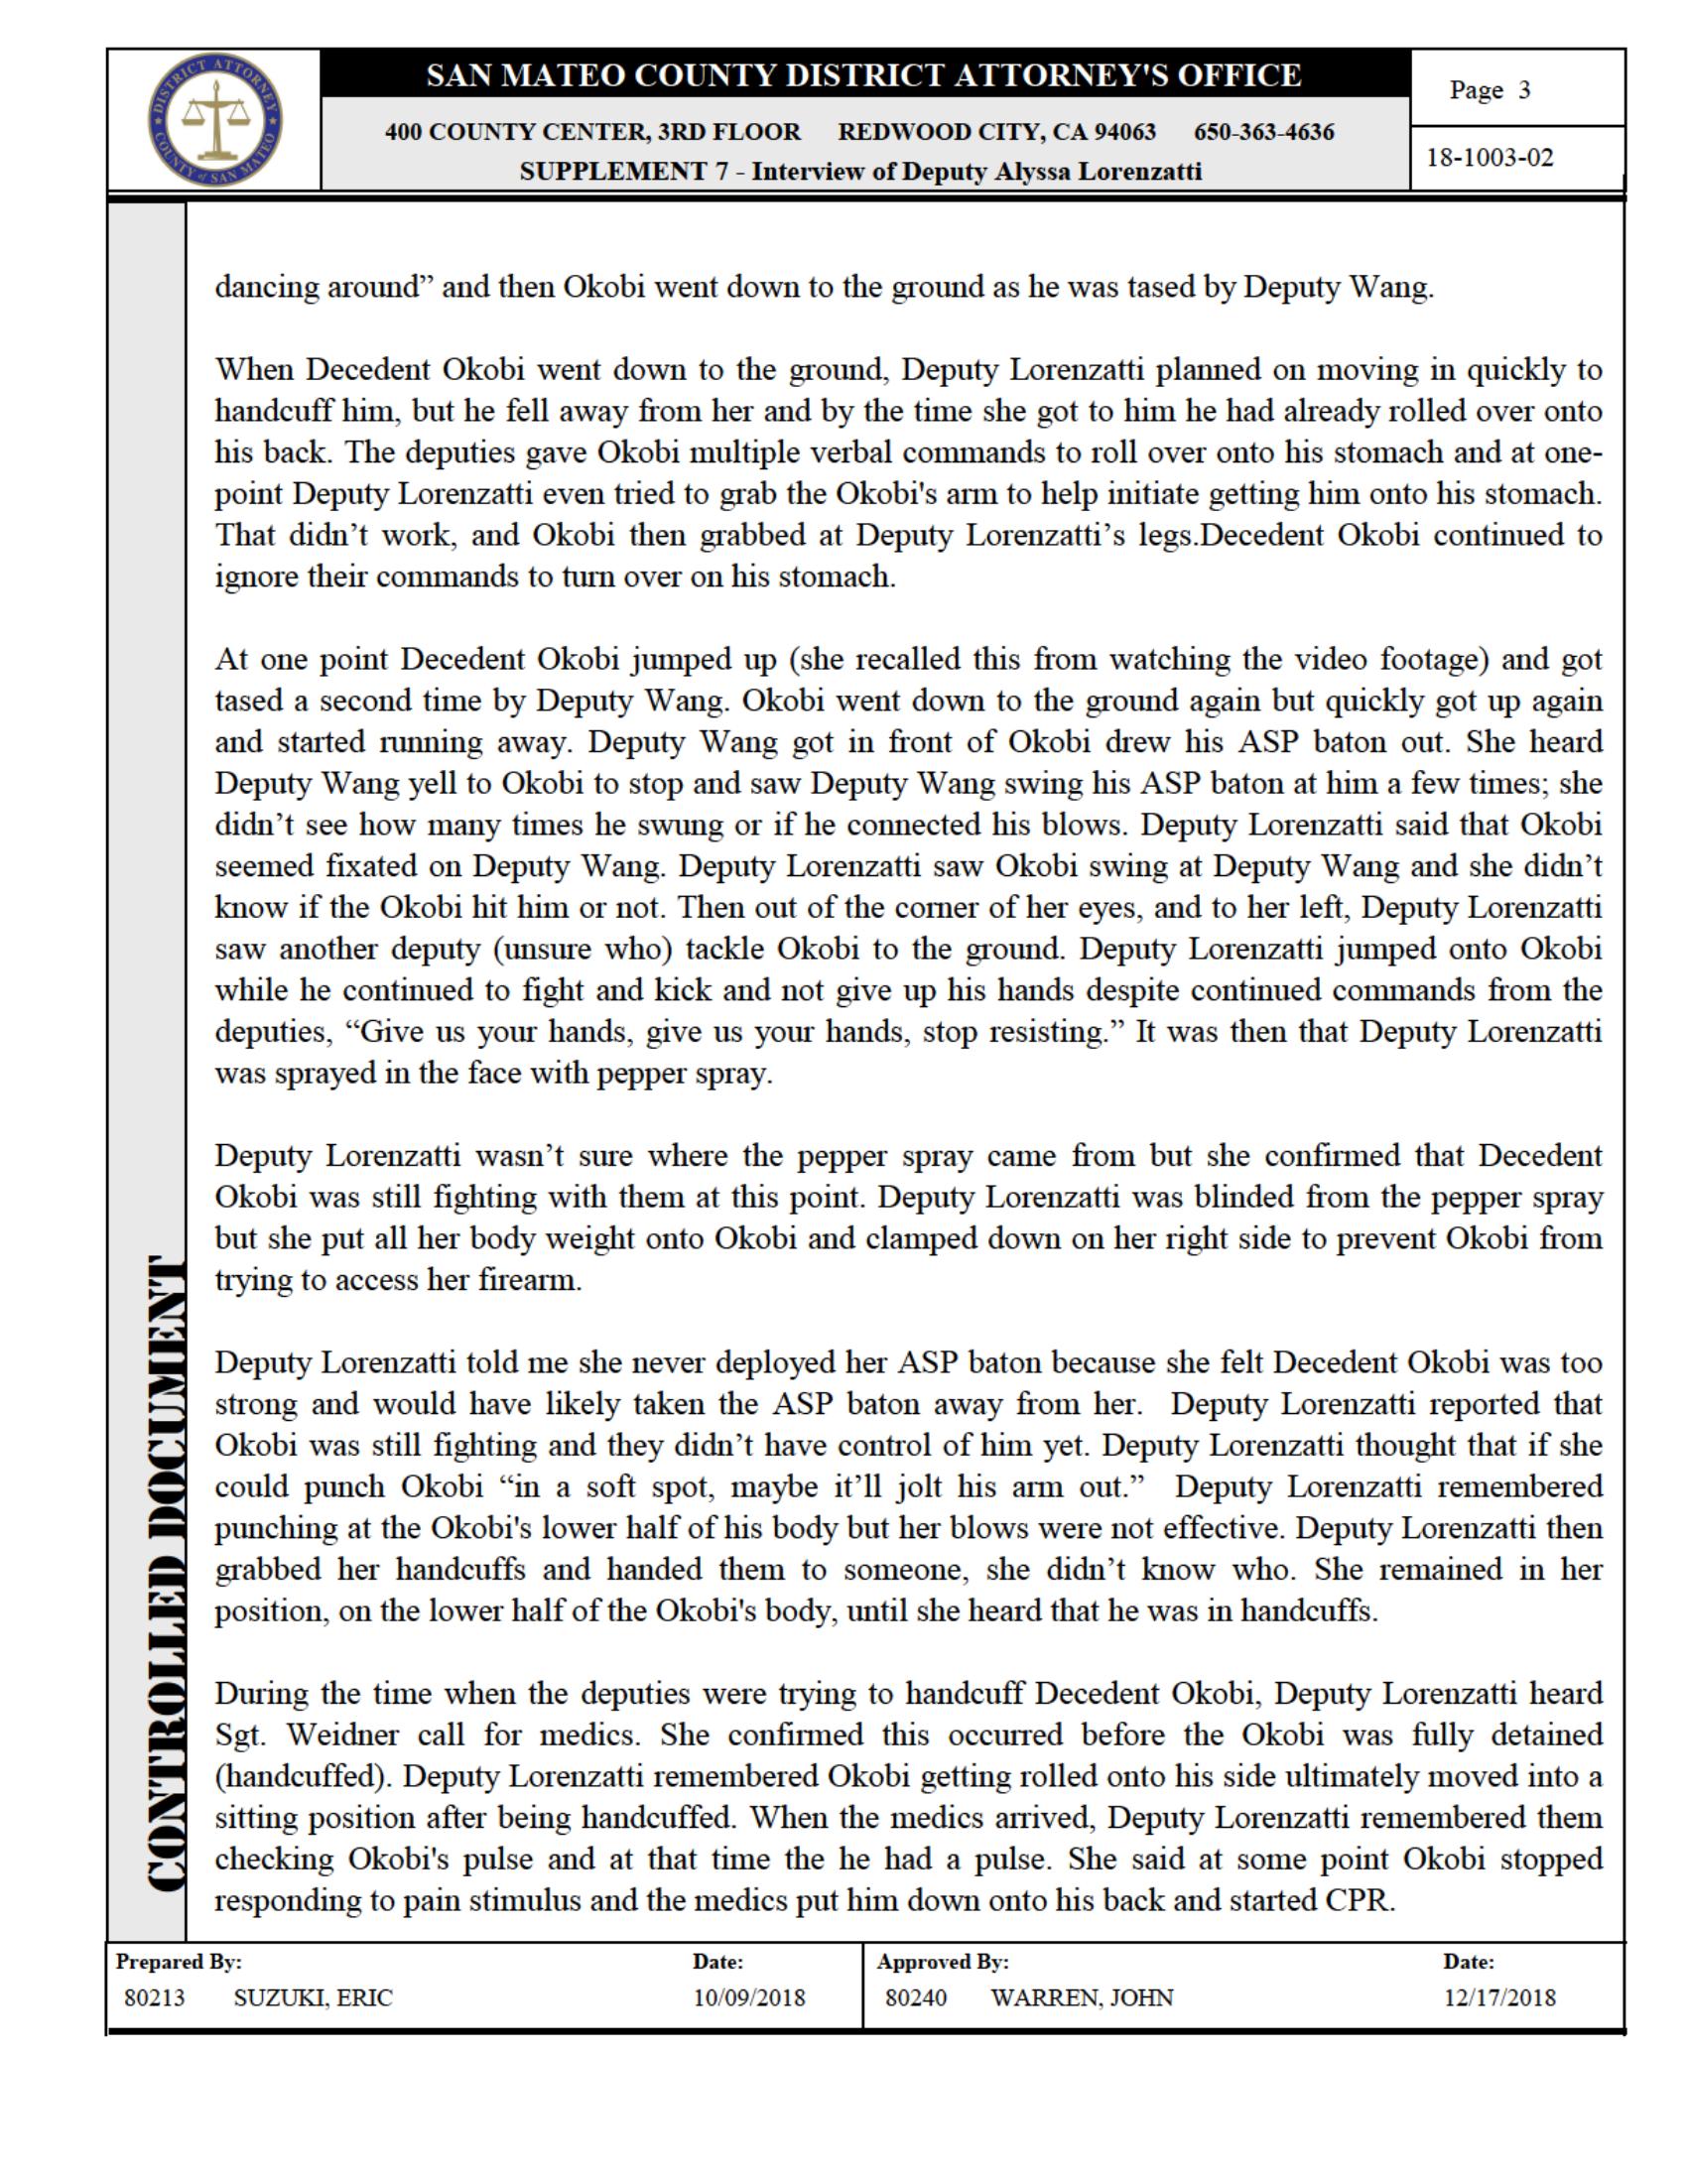 DISTRICT ATTORNEY
COUNTY of SAN MATEO
SAN MATEO COUNTY DISTRICT ATTORNEY'S OFFICE
400 COUNTY CENTER, 3RD FLOOR REDWOOD CITY, CA 94063 650-363-4636
SUPPLEMENT 7 - Interview of Deputy Alyssa Lorenzatti
Page 3
18-1003-02
dancing around” and then Okobi went down to the ground as he was tased by Deputy Wang.
When Decedent Okobi went down to the ground, Deputy Lorenzatti planned on moving in quickly to
handcuff him, but he fell away from her and by the time she got to him he had already rolled over onto
his back. The deputies gave Okobi multiple verbal commands to roll over onto his stomach and at one-
point Deputy Lorenzatti even tried to grab the Okobi's arm to help initiate getting him onto his stomach.
That didn’t work, and Okobi then grabbed at Deputy Lorenzatti’s legs.Decedent Okobi continued to
ignore their commands to turn over on his stomach.
At one point Decedent Okobi jumped up (she recalled this from watching the video footage) and got
tased a second time by Deputy Wang. Okobi went down to the ground again but quickly got up again
and started running away. Deputy Wang got in front of Okobi drew his ASP baton out. She heard
Deputy Wang yell to Okobi to stop and saw Deputy Wang swing his ASP baton at him a few times; she
didn’t see how many times he swung or if he connected his blows. Deputy Lorenzatti said that Okobi
seemed fixated on Deputy Wang. Deputy Lorenzatti saw Okobi swing at Deputy Wang and she didn’t
know if the Okobi hit him or not. Then out of the corner of her eyes, and to her left, Deputy Lorenzatti
saw another deputy (unsure who) tackle Okobi to the ground. Deputy Lorenzatti jumped onto Okobi
while he continued to fight and kick and not give up his hands despite continued commands from the
deputies, “Give us your hands, give us your hands, stop resisting.” It was then that Deputy Lorenzatti
was sprayed in the face with pepper spray.
Deputy Lorenzatti wasn’t sure where the pepper spray came from but she confirmed that Decedent
Okobi was still fighting with them at this point. Deputy Lorenzatti was blinded from the pepper spray
but she put all her body weight onto Okobi and clamped down on her right side to prevent Okobi from
trying to access her firearm.
Deputy Lorenzatti told me she never deployed her ASP baton because she felt Decedent Okobi was too
strong and would have likely taken the ASP baton away from her. Deputy Lorenzatti reported that
Okobi was still fighting and they didn’t have control of him yet. Deputy Lorenzatti thought that if she
could punch Okobi “in a soft spot, maybe it’ll jolt his arm out.” Deputy Lorenzatti remembered
punching at the Okobi's lower half of his body but her blows were not effective. Deputy Lorenzatti then
grabbed her handcuffs and handed them to someone, she didn’t know who. She remained in her
position, on the lower half of the Okobi's body, until she heard that he was in handcuffs.
During the time when the deputies were trying to handcuff Decedent Okobi, Deputy Lorenzatti heard
Sgt. Weidner call for medics. She confirmed this occurred before the Okobi was fully detained
(handcuffed). Deputy Lorenzatti remembered Okobi getting rolled onto his side ultimately moved into a
sitting position after being handcuffed. When the medics arrived, Deputy Lorenzatti remembered them
checking Okobi's pulse and at that time the he had a pulse. She said at some point Okobi stopped
responding to pain stimulus and the medics put him down onto his back and started CPR.
CONTROLLED DOCUMENT
Prepared By: Date: Approved By: Date:
80213 SUZUKI, ERIC 10/09/2018 80240 WARREN, JOHN 12/17/2018